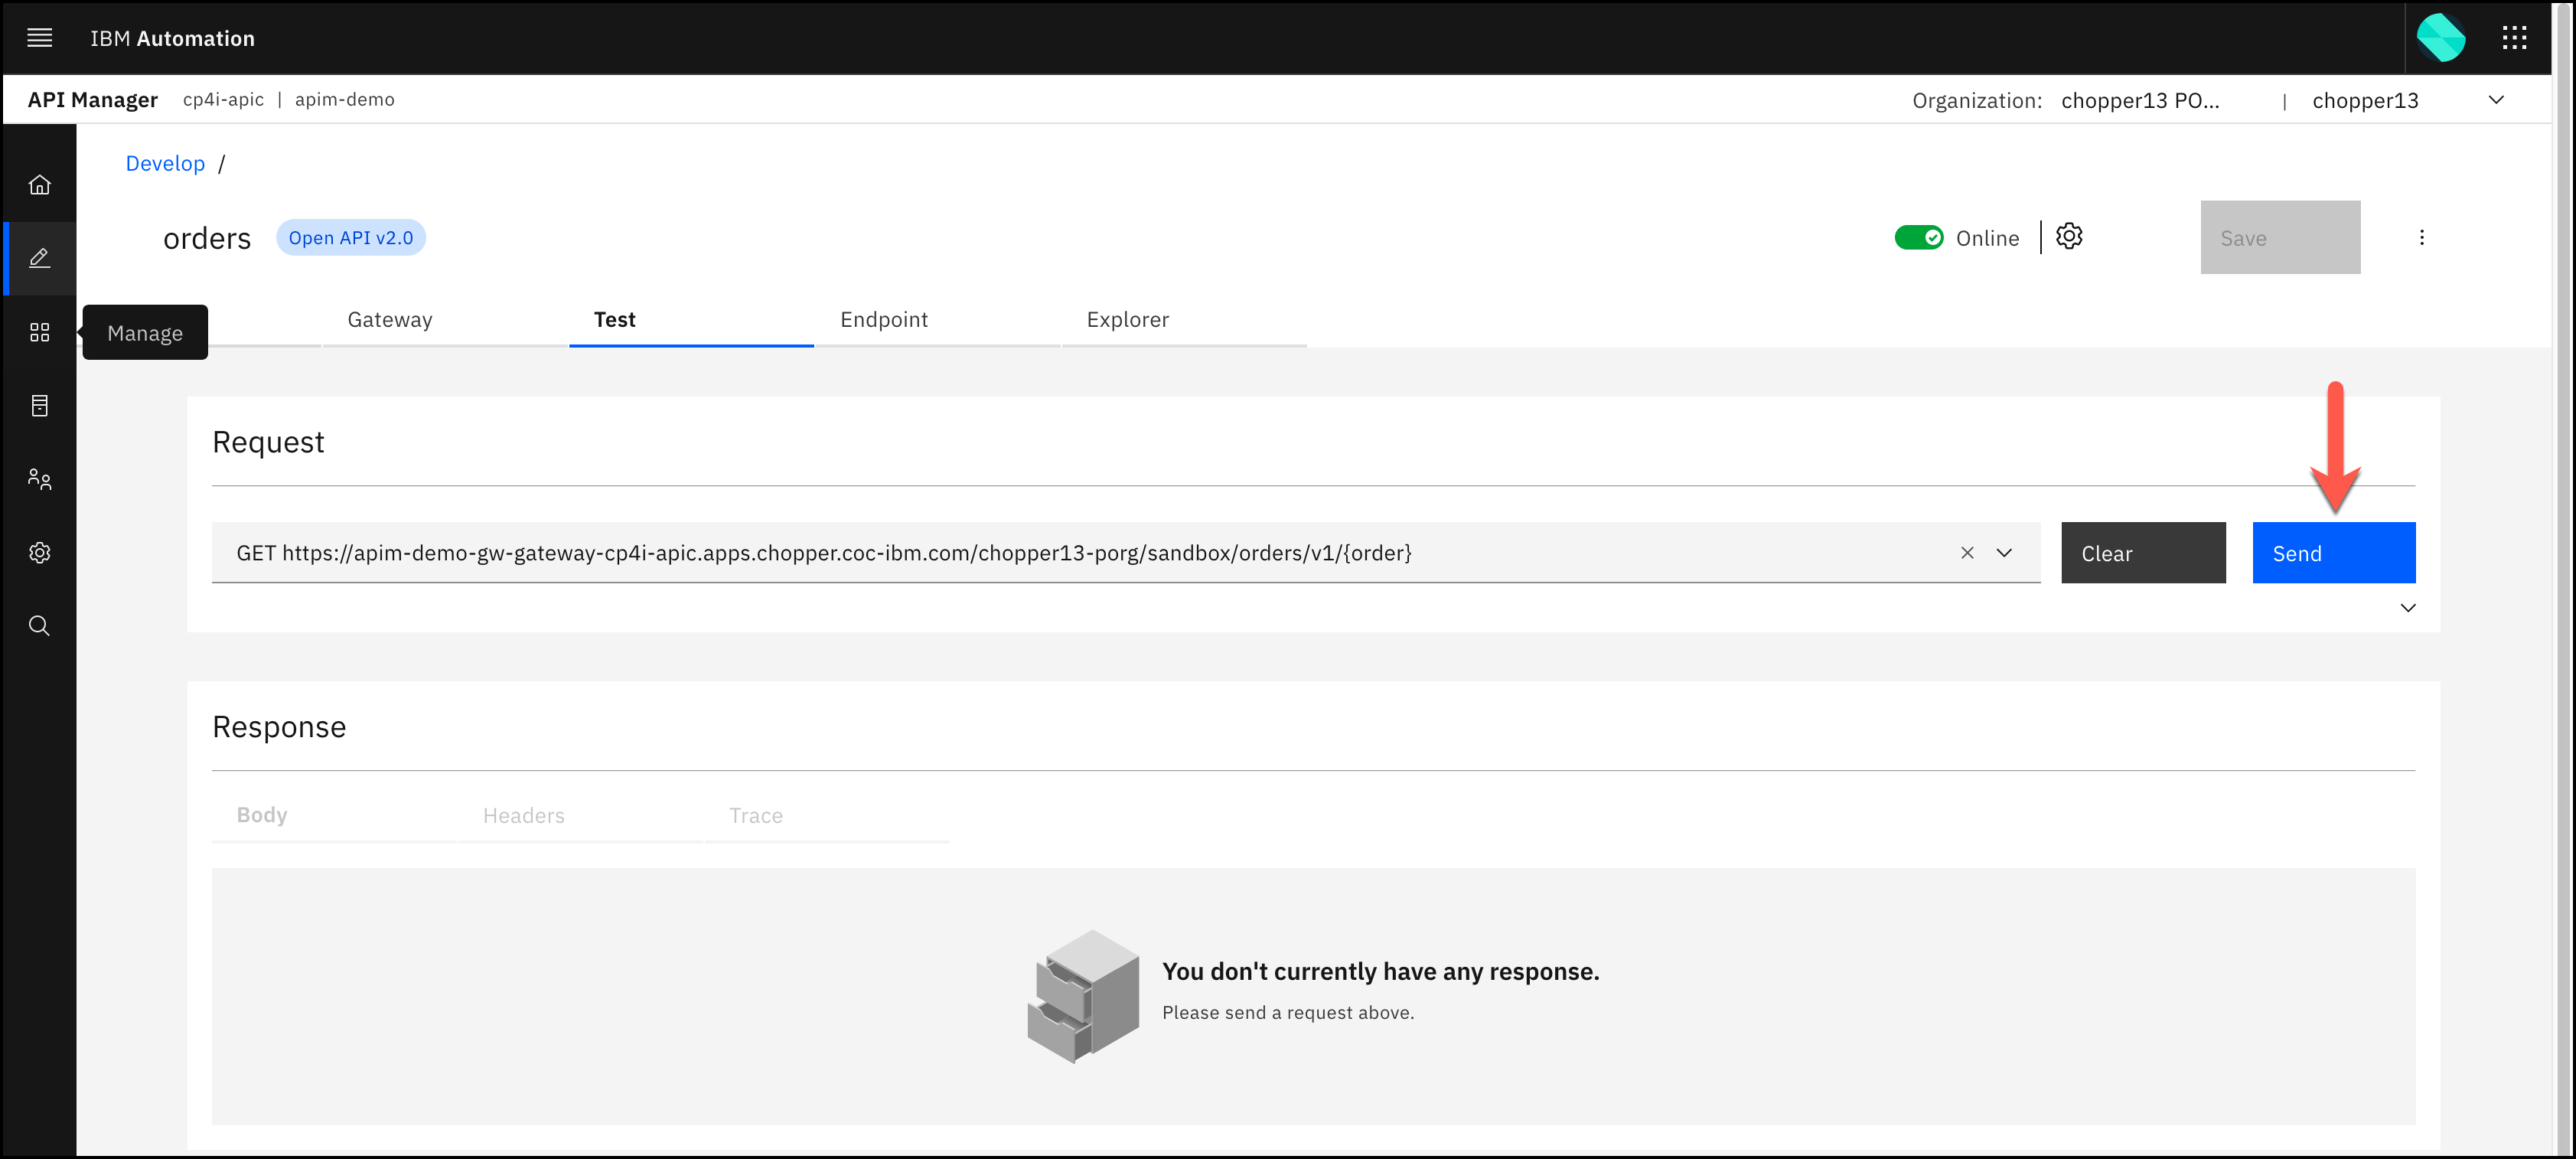 IBM Automation
API Manager cp4i-apic | apim-demo Organization: chopper13 PO... | chopper13
Develop /
orders Open API v2.0 Online Save
Manage Gateway Test Endpoint Explorer
Request
GET https://apim-demo-gw-gateway-cp4i-apic.apps.chopper.coc-ibm.com/chopper13-porg/sandbox/orders/v1/{order} Clear Send
Response
Body Headers Trace
You don't currently have any response.
Please send a request above.